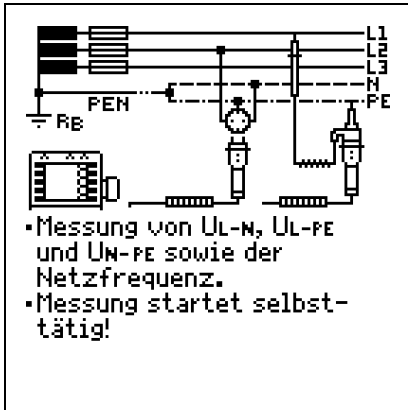 L1
L2
L3
N
PEN
PE
RB
▪Messung von UL-N, UL-PE
und UN-PE sowie der
Netzfrequenz.
▪Messung startet selbst-
tätig!